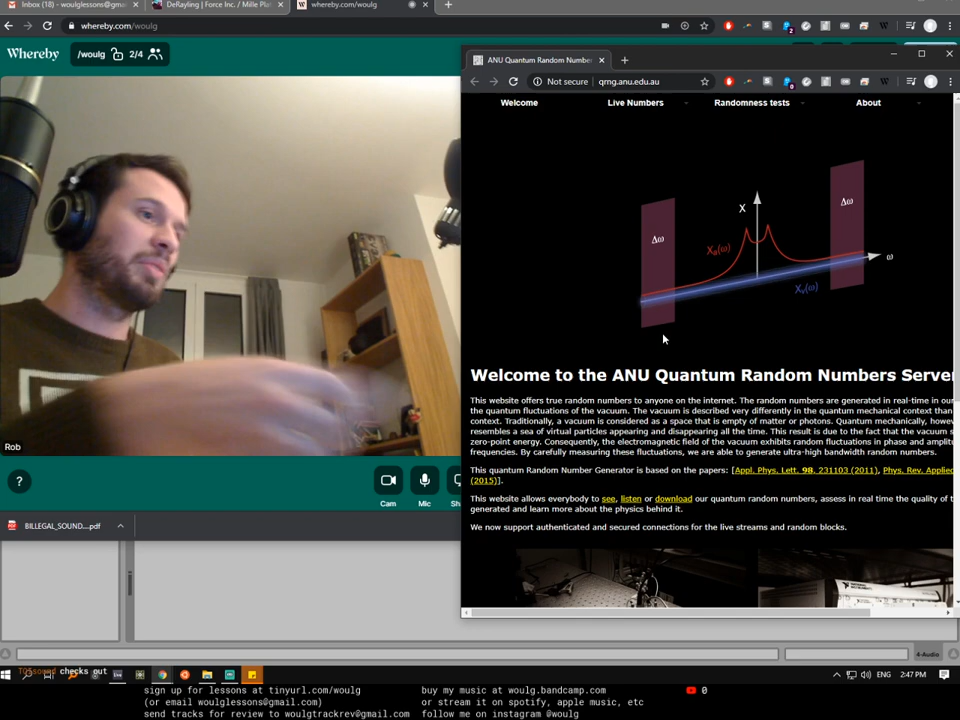 Inbox (18) - woulglessons@gma
DeRayling | Force Inc. / Mille Pla
whereby.com/woulg
whereby.com/woulg
Whereby
/woulg
2/4
ANU Quantum Random Numbe
Not secure
qrng.anu.edu.au
Welcome
Live Numbers
Randomness tests
About
Δω
X
Δω
ω
Welcome to the ANU Quantum Random Numbers Server
This website offers true random numbers to anyone on the internet. The random numbers are generated in real-time in our
the quantum fluctuations of the vacuum. The vacuum is described very differently in the quantum mechanical context than
context. Traditionally, a vacuum is considered as a space that is empty of matter or photons. Quantum mechanically, howe
resembles a sea of virtual particles appearing and disappearing all the time. This result is due to the fact that the vacuum s
zero-point energy. Consequently, the electromagnetic field of the vacuum exhibits random fluctuations in phase and amplitu
frequencies. By carefully measuring these fluctuations, we are able to generate ultra-high bandwidth random numbers.
This quantum Random Number Generator is based on the papers: [Appl. Phys. Lett. 98, 231103 (2011), Phys. Rev. Applied
(2015)].
This website allows everybody to see, listen or download our quantum random numbers, assess in real time the quality of t
generated and learn more about the physics behind it.
We now support authenticated and secured connections for the live streams and random blocks.
NATIONAL INSTRUMENTS
Rob
?
Cam
Mic
BILLEGAL_SOUND....pdf
4-Audio
checks out
ENG
2:47 PM
sign up for lessons at tinyurl.com/woulg
(or email woulglessons@gmail.com)
send tracks for review to woulgtrackrev@gmail.com
buy my music at woulg.bandcamp.com
or stream it on spotify, apple music, etc
follow me on instagram @woulg
0